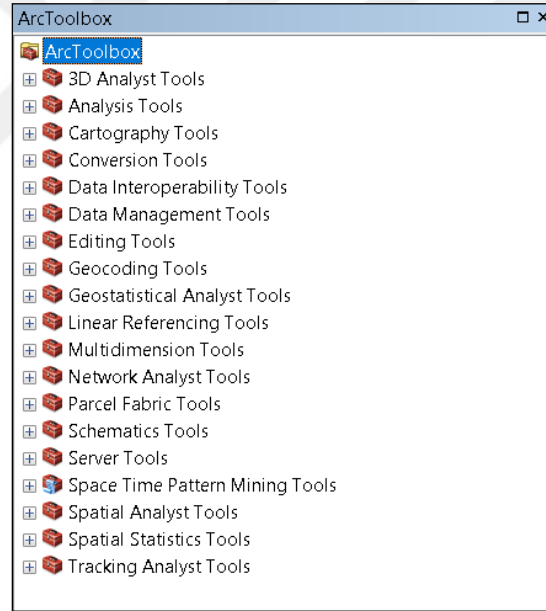 ArcToolbox
ArcToolbox
3D Analyst Tools
Analysis Tools
Cartography Tools
Conversion Tools
Data Interoperability Tools
Data Management Tools
Editing Tools
Geocoding Tools
Geostatistical Analyst Tools
Linear Referencing Tools
Multidimension Tools
Network Analyst Tools
Parcel Fabric Tools
Schematics Tools
Server Tools
Space Time Pattern Mining Tools
Spatial Analyst Tools
Spatial Statistics Tools
Tracking Analyst Tools